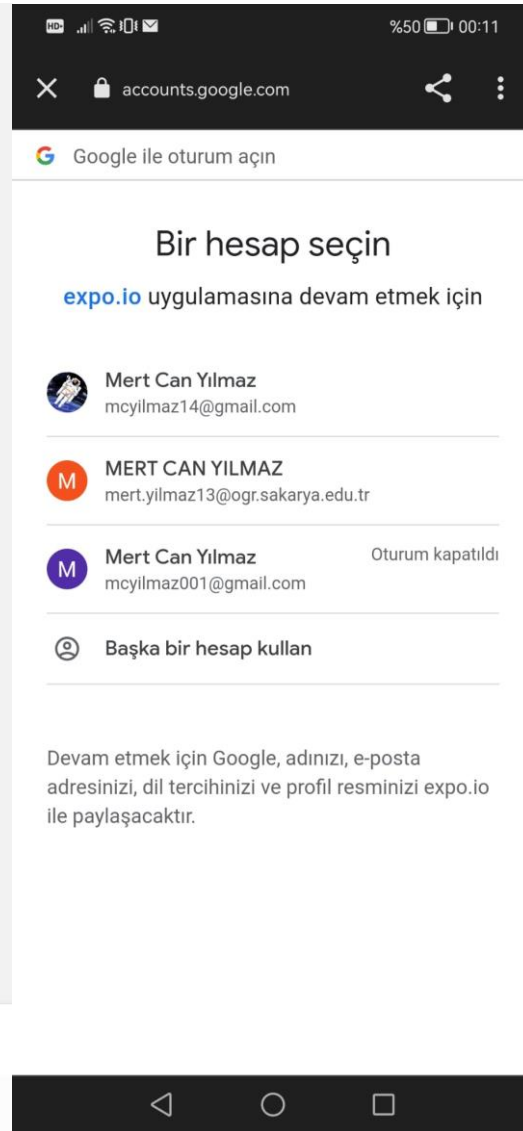 HD+ %50 00:11
accounts.google.com
G Google ile oturum açın
Bir hesap seçin
expo.io uygulamasına devam etmek için
Mert Can Yılmaz
mcyilmaz14@gmail.com
M MERT CAN YILMAZ
mert.yilmaz13@ogr.sakarya.edu.tr
M Mert Can Yılmaz Oturum kapatıldı
mcyilmaz001@gmail.com
Başka bir hesap kullan
Devam etmek için Google, adınızı, e-posta
adresinizi, dil tercihinizi ve profil resminizi expo.io
ile paylaşacaktır.